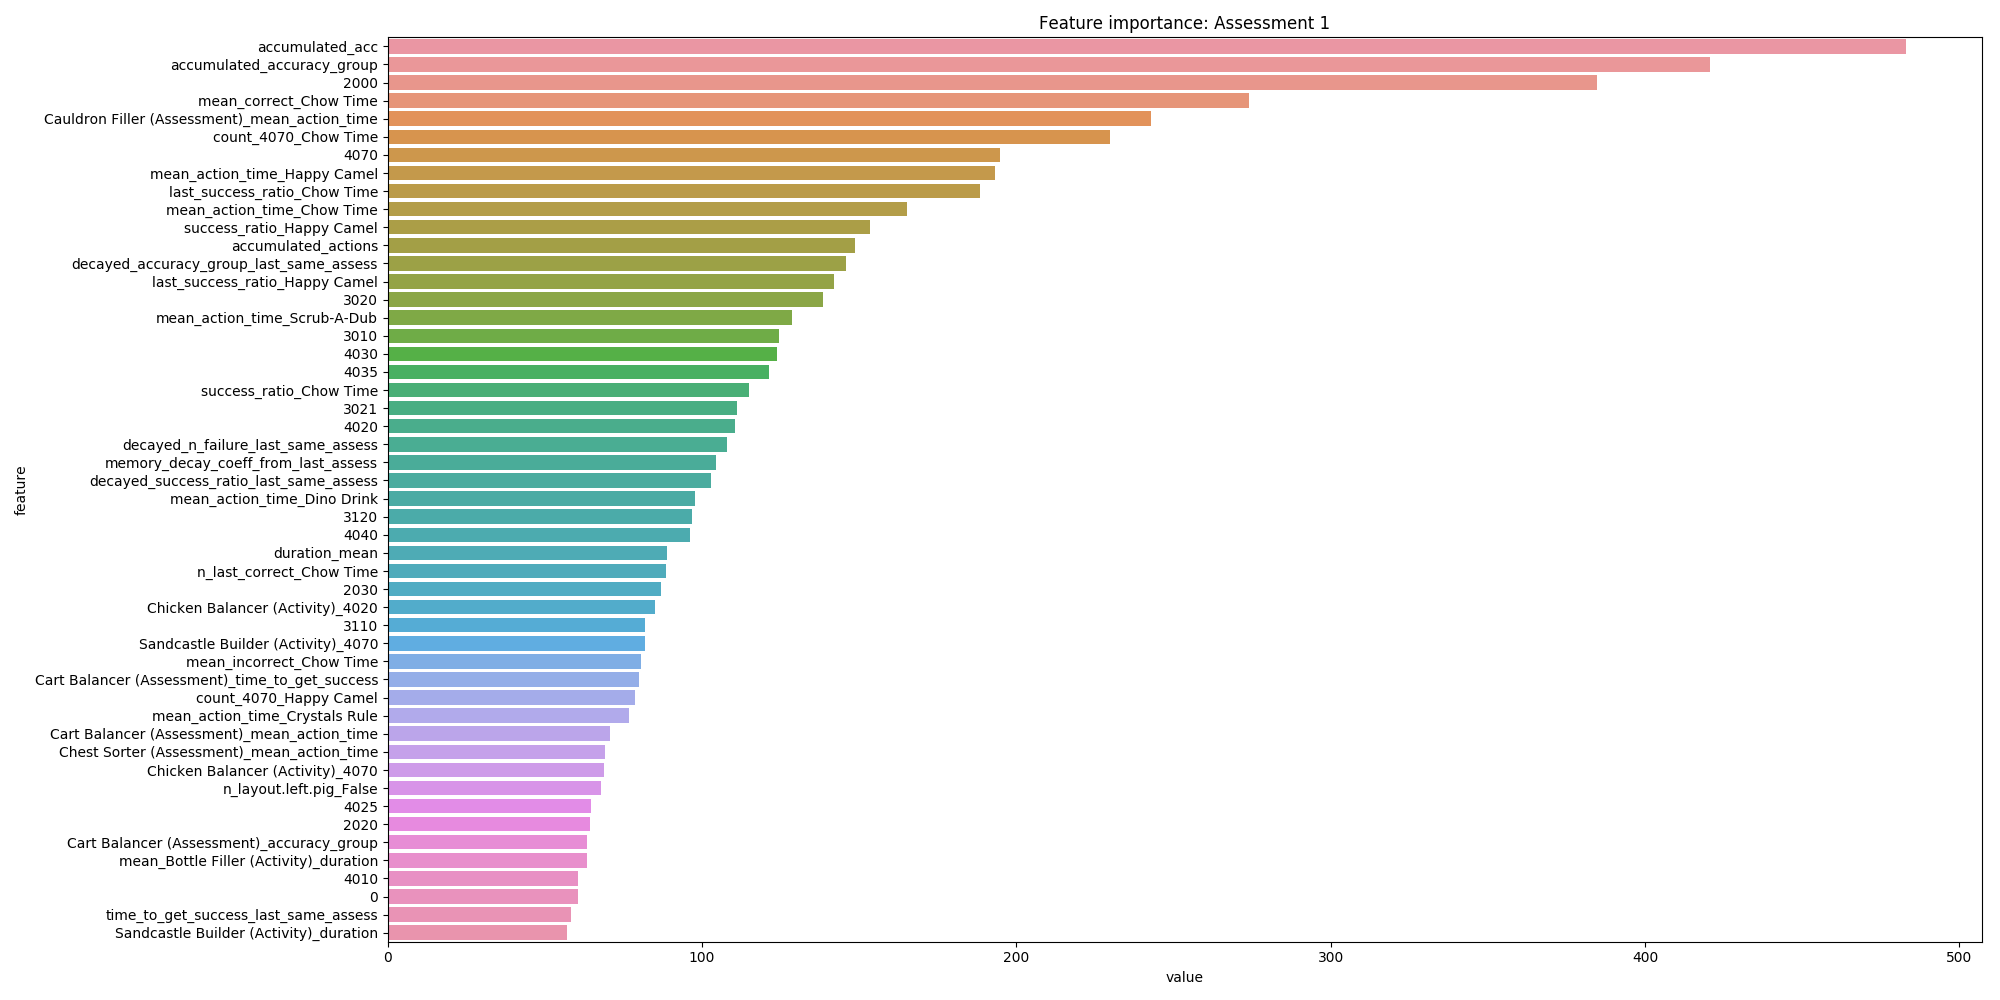 Feature importance: Assessment 1
accumulated_acc
accumulated_accuracy_group
2000
mean_correct_Chow Time
Cauldron Filler (Assessment)_mean_action_time
count_4070_Chow Time
4070
mean_action_time_Happy Camel
last_success_ratio_Chow Time
mean_action_time_Chow Time
success_ratio_Happy Camel
accumulated_actions
decayed_accuracy_group_last_same_assess
last_success_ratio_Happy Camel
3020
mean_action_time_Scrub-A-Dub
3010
4030
4035
success_ratio_Chow Time
3021
4020
decayed_n_failure_last_same_assess
memory_decay_coeff_from_last_assess
decayed_success_ratio_last_same_assess
mean_action_time_Dino Drink
3120
4040
duration_mean
n_last_correct_Chow Time
2030
Chicken Balancer (Activity)_4020
3110
Sandcastle Builder (Activity)_4070
mean_incorrect_Chow Time
Cart Balancer (Assessment)_time_to_get_success
count_4070_Happy Camel
mean_action_time_Crystals Rule
Cart Balancer (Assessment)_mean_action_time
Chest Sorter (Assessment)_mean_action_time
Chicken Balancer (Activity)_4070
n_layout.left.pig_False
4025
2020
Cart Balancer (Assessment)_accuracy_group
mean_Bottle Filler (Activity)_duration
4010
0
time_to_get_success_last_same_assess
Sandcastle Builder (Activity)_duration
feature
0 100 200 300 400 500
value